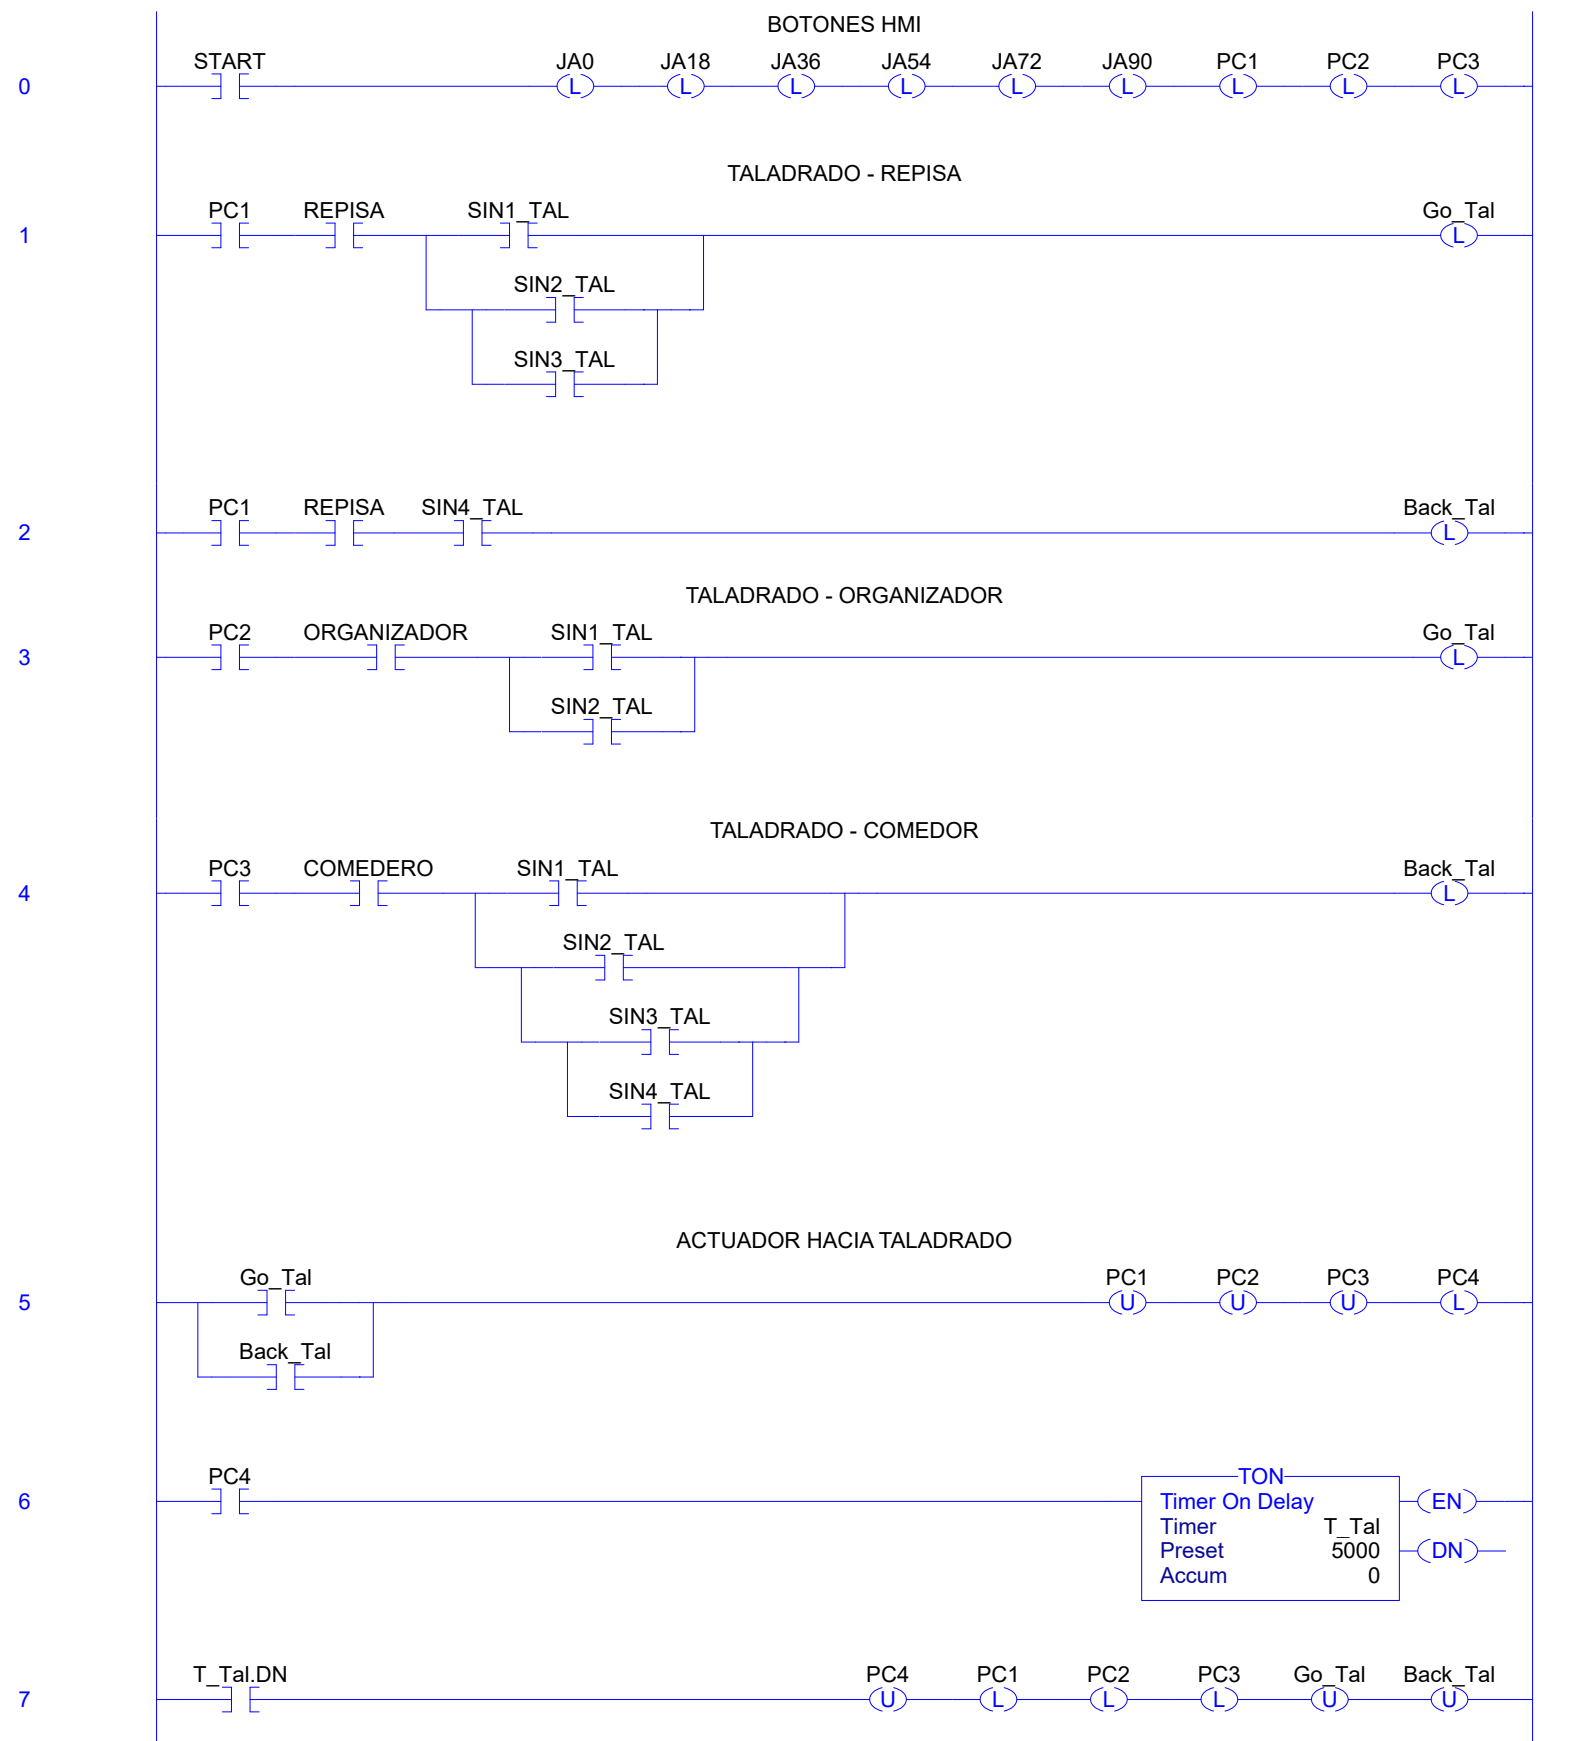 BOTONES HMI
START JA0 JA18 JA36 JA54 JA72 JA90 PC1 PC2 PC3
0 L L L L L L L L L
TALADRADO - REPISA
PC1 REPISA SIN1_TAL Go_Tal
1 L
SIN2_TAL
SIN3_TAL
PC1 REPISA SIN4_TAL Back_Tal
2 L
TALADRADO - ORGANIZADOR
PC2 ORGANIZADOR SIN1_TAL Go_Tal
3 L
SIN2_TAL
TALADRADO - COMEDOR
PC3 COMEDERO SIN1_TAL Back_Tal
4 L
SIN2_TAL
SIN3_TAL
SIN4_TAL
ACTUADOR HACIA TALADRADO
Go_Tal PC1 PC2 PC3 PC4
5 U U U L
Back_Tal
PC4 TON
6 Timer On Delay EN
Timer T_Tal
Preset 5000 DN
Accum 0
T_Tal.DN PC4 PC1 PC2 PC3 Go_Tal Back_Tal
7 U L L L U U